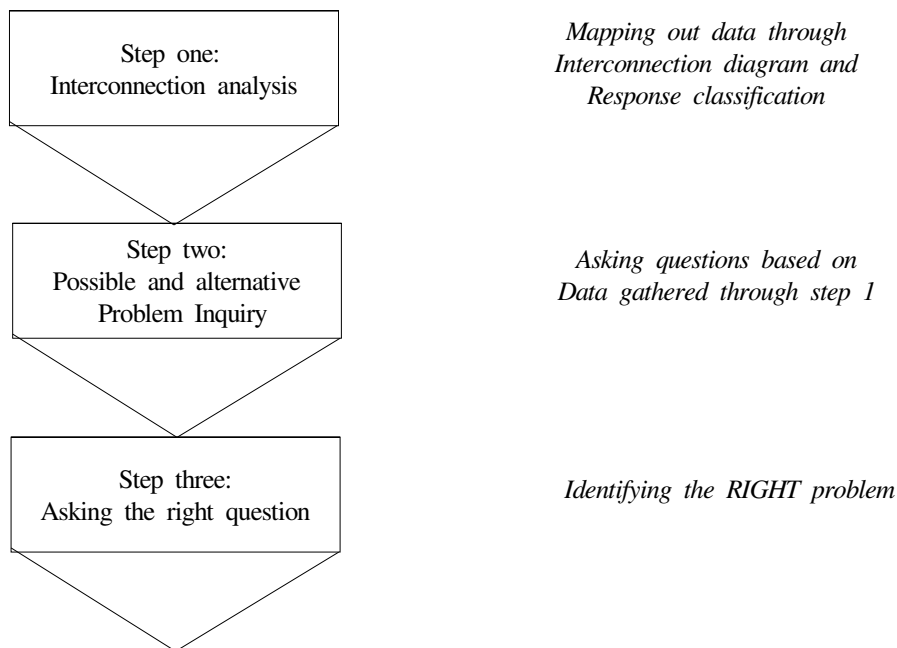 Step one:
Interconnection analysis
Mapping out data through
Interconnection diagram and
Response classification
Step two:
Possible and alternative
Problem Inquiry
Asking questions based on
Data gathered through step 1
Step three:
Asking the right question
Identifying the RIGHT problem